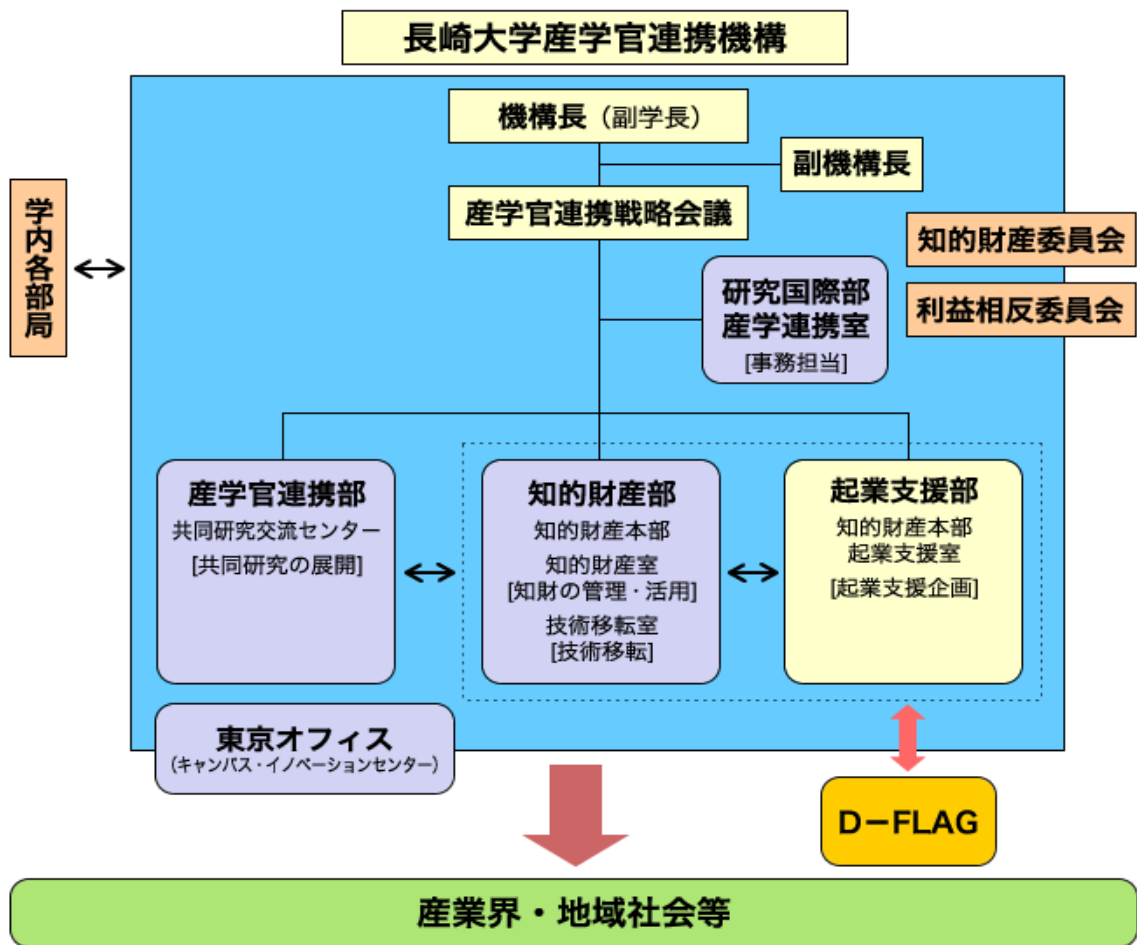 長崎大学産学官連携機構
機構長（副学長）
副機構長
産学官連携戦略会議
学内各部局
知的財産委員会
利益相反委員会
研究国際部
産学連携室
[事務担当]
産学官連携部
共同研究交流センター
[共同研究の展開]
知的財産部
知的財産本部
知的財産室
[知財の管理・活用]
技術移転室
[技術移転]
起業支援部
知的財産本部
起業支援室
[起業支援企画]
東京オフィス
（キャンパス・イノベーションセンター）
D－FLAG
産業界・地域社会等